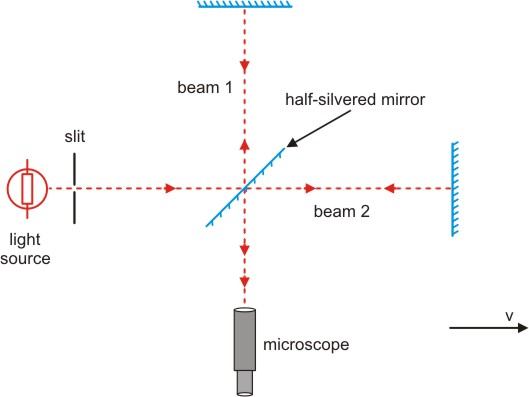 beam 1
half-silvered mirror
slit
beam 2
light
source
v
microscope